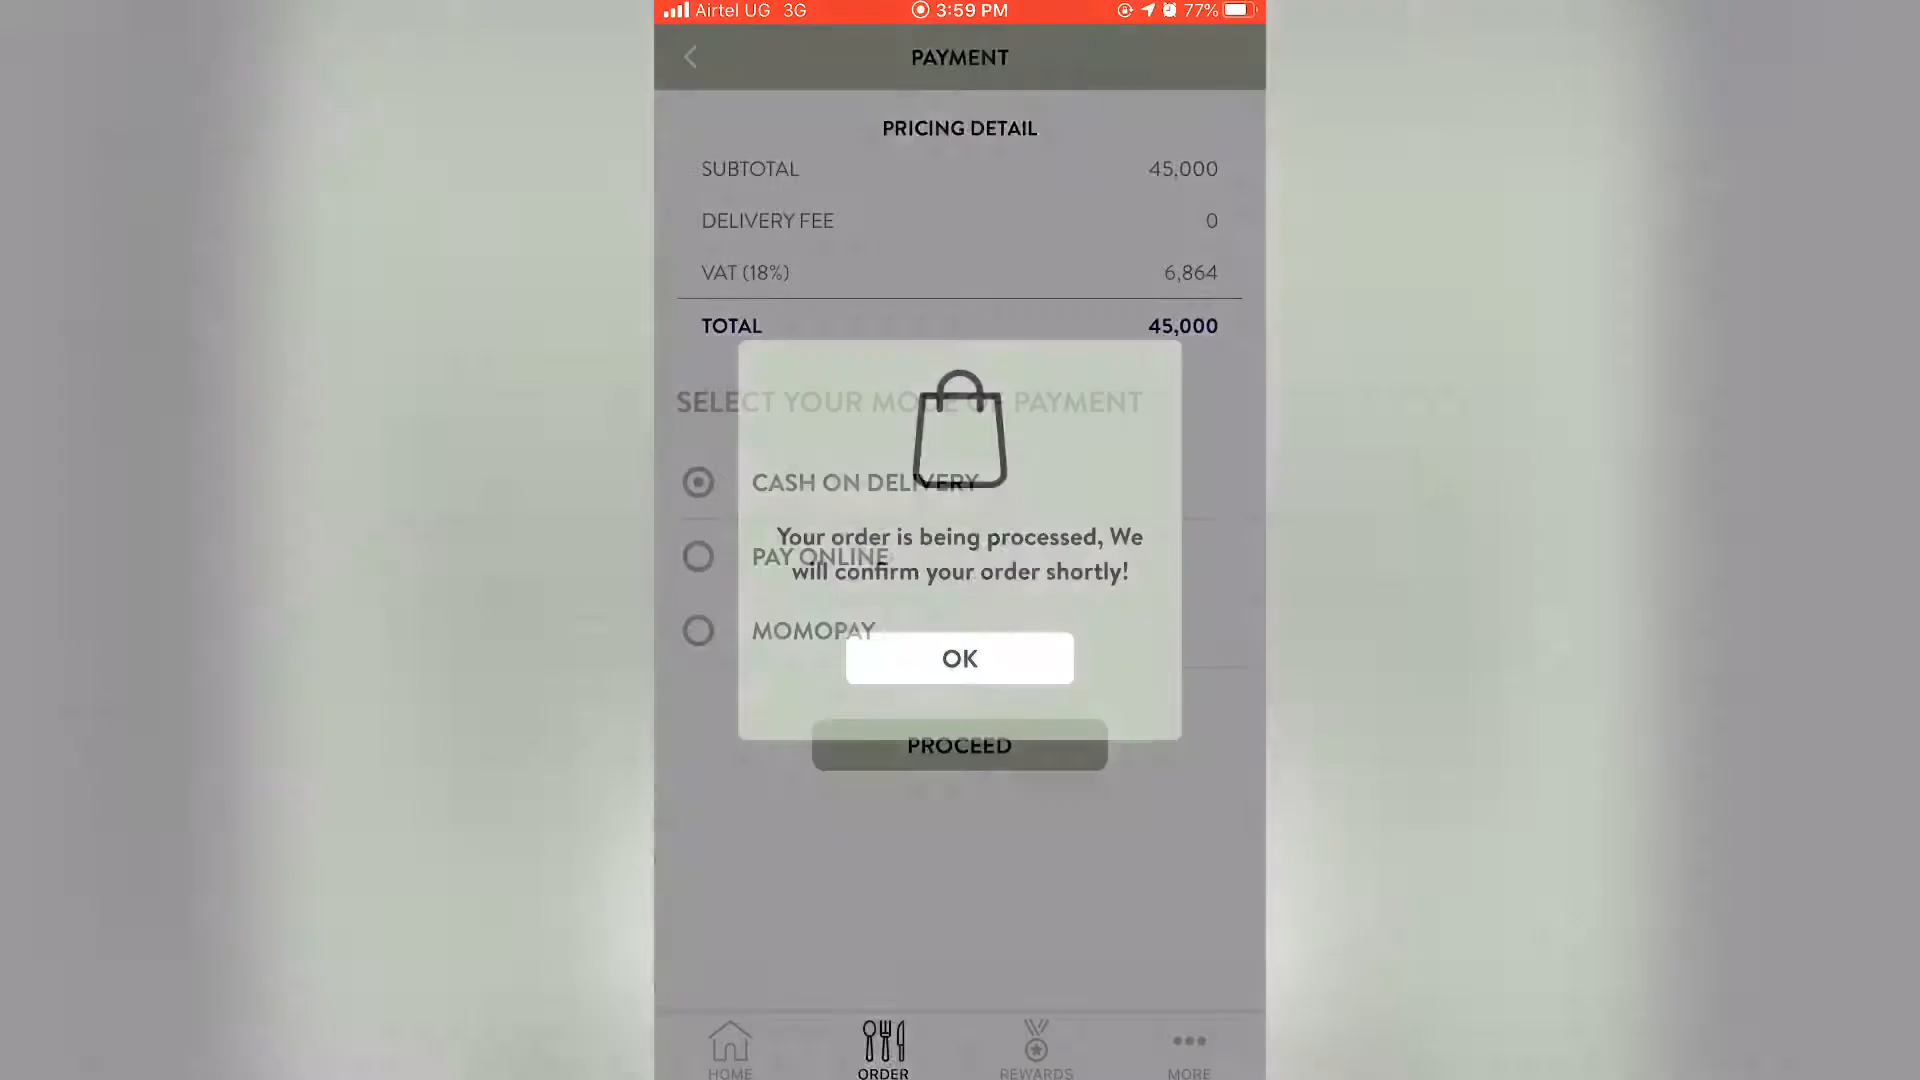 Airtel UG 3G 3:59 PM 77%
PAYMENT
PRICING DETAIL
SUBTOTAL 45,000
DELIVERY FEE 0
VAT (18%) 6,864
TOTAL 45,000
SELECT YOUR MODE OF PAYMENT
CASH ON DELIVERY
Your order is being processed, We
PAY ONLINE
will confirm your order shortly!
MOMOPAY
OK
PROCEED
HOME ORDER REWARDS MORE